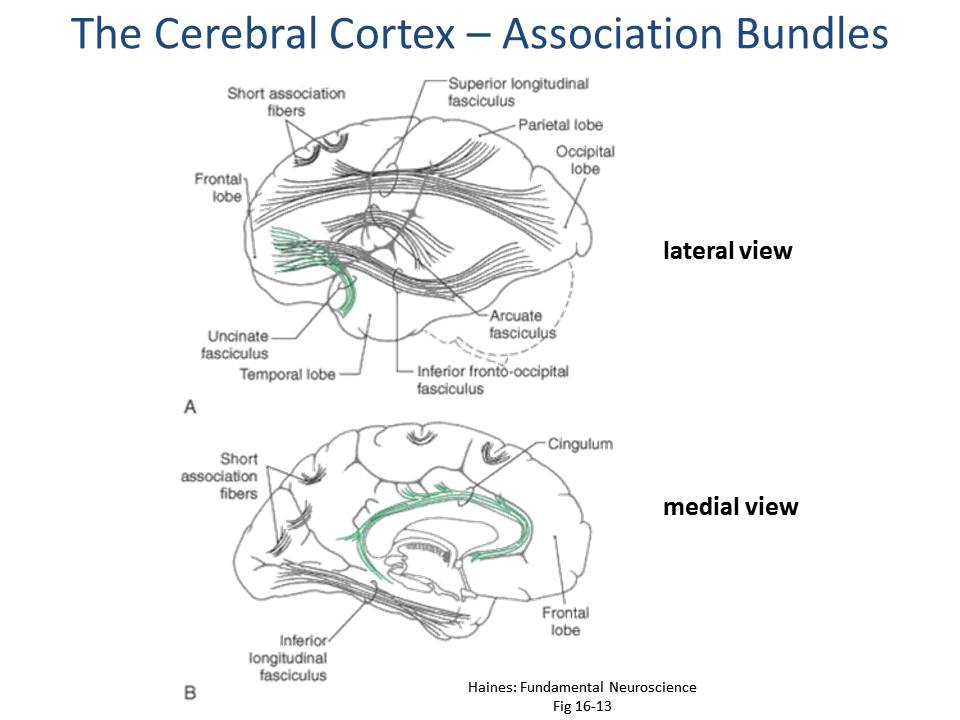 The Cerebral Cortex – Association Bundles
Short association
fibers
Superior longitudinal
fasciculus
Parietal lobe
Occipital
lobe
Frontal
lobe
lateral view
Uncinate
fasciculus
Arcuate
fasciculus
Temporal lobe
Inferior fronto-occipital
fasciculus
A
Short
association
fibers
Cingulum
medial view
Frontal
lobe
Inferior
longitudinal
fasciculus
B
Haines: Fundamental Neuroscience
Fig 16-13